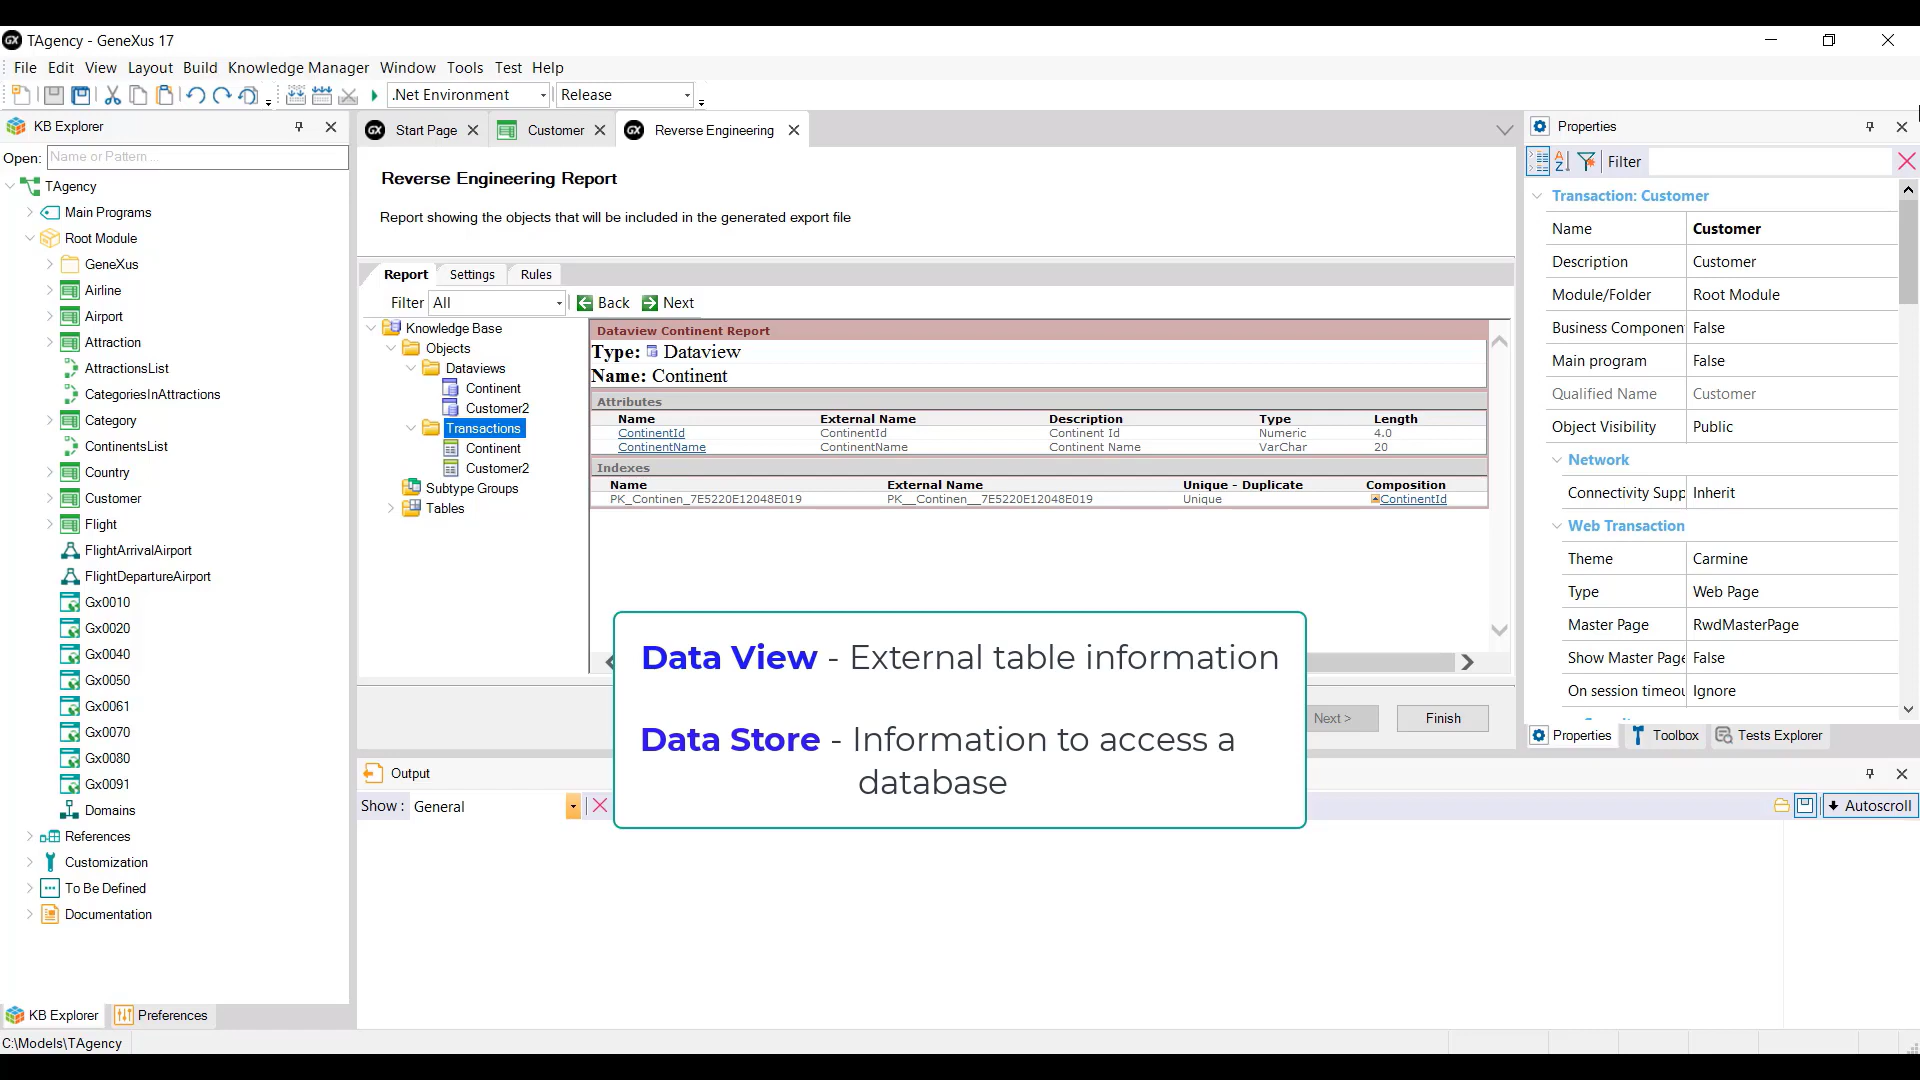 TAgency - GeneXus 17
File Edit View Layout Build Knowledge Manager Window Tools Test Help
.Net Environment Release
KB Explorer
Open: Name or Pattern ...
TAgency
Main Programs
Root Module
GeneXus
Airline
Airport
Attraction
AttractionsList
CategoriesInAttractions
Category
ContinentsList
Country
Customer
Flight
FlightArrivalAirport
FlightDepartureAirport
Gx0010
Gx0020
Gx0040
Gx0050
Gx0061
Gx0070
Gx0080
Gx0091
Domains
References
Customization
To Be Defined
Documentation
KB Explorer Preferences
C:\Models\TAgency
Start Page Customer Reverse Engineering
Reverse Engineering Report
Report showing the objects that will be included in the generated export file
Report Settings Rules
Filter All Back Next
Knowledge Base
Objects
Dataviews
Continent
Customer2
Transactions
Continent
Customer2
Subtype Groups
Tables
Dataview Continent Report
Type: Dataview
Name: Continent
Attributes
Name External Name Description Type Length
ContinentId ContinentId Continent Id Numeric 4.0
ContinentName ContinentName Continent Name VarChar 20
Indexes
Name External Name Unique - Duplicate Composition
PK_Continen_7E5220E12048E019 PK__Continen__7E5220E12048E019 Unique ContinentId
Data View - External table information
Data Store - Information to access a
database
Next > Finish
Output
Show : General
Autoscroll
Properties
Filter
Transaction: Customer
Name Customer
Description Customer
Module/Folder Root Module
Business Componen False
Main program False
Qualified Name Customer
Object Visibility Public
Network
Connectivity Supp Inherit
Web Transaction
Theme Carmine
Type Web Page
Master Page RwdMasterPage
Show Master Page False
On session timeou Ignore
Properties Toolbox Tests Explorer